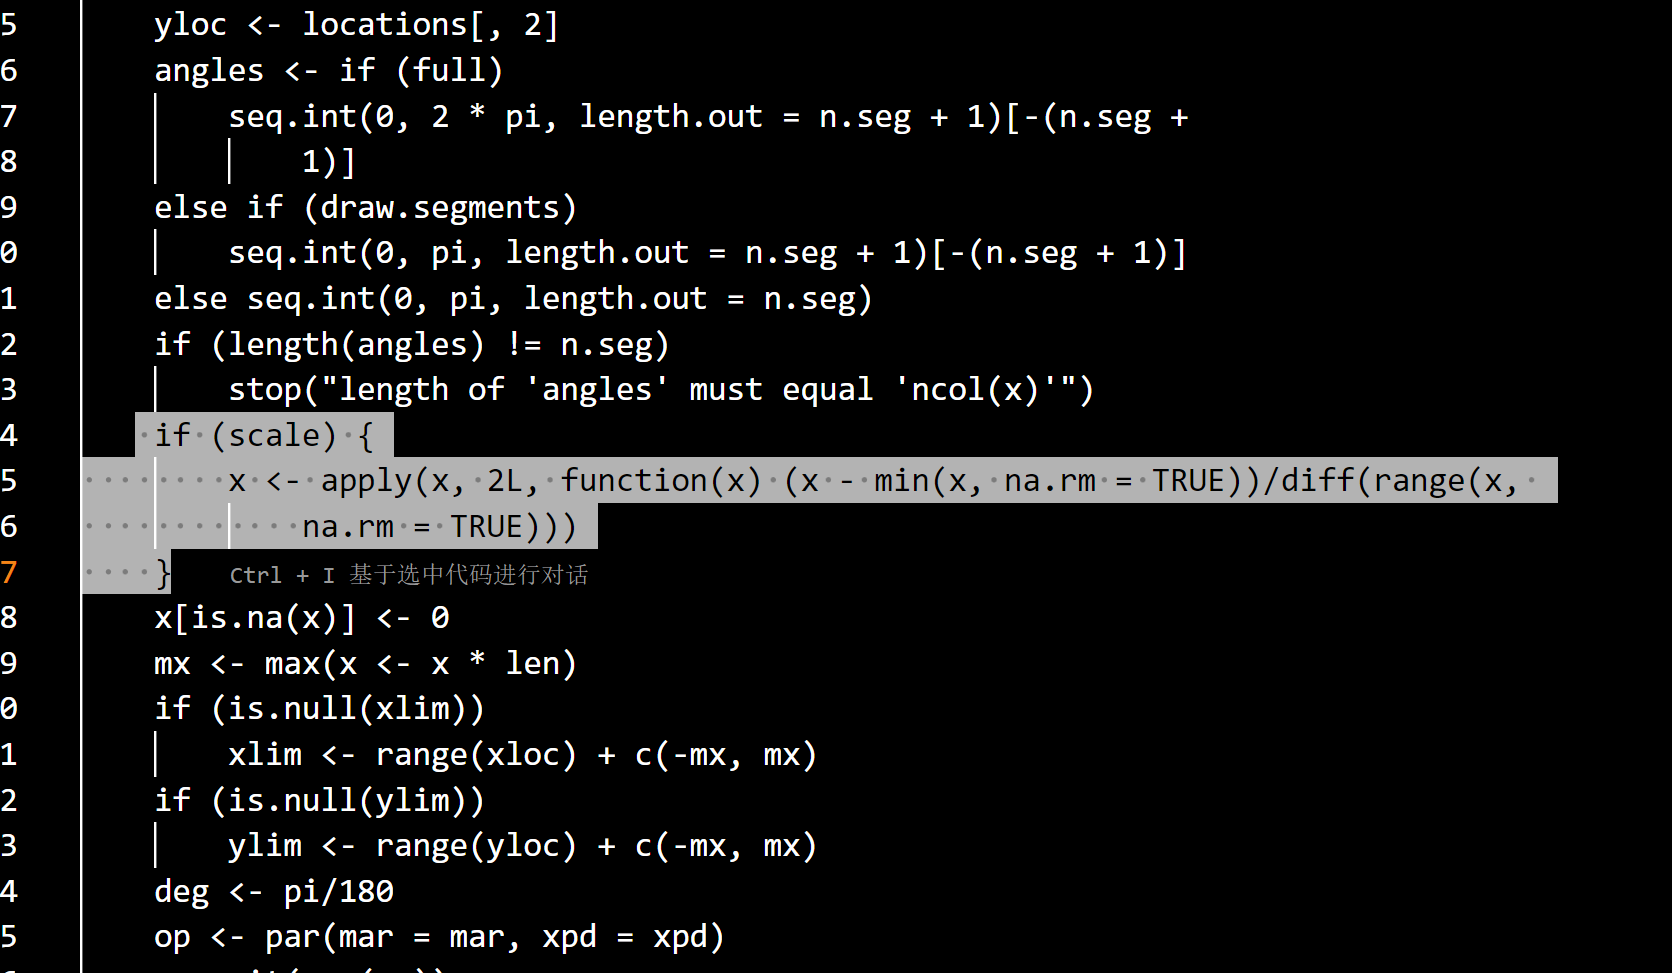 5 yloc <- locations[, 2]
6 angles <- if (full)
7 seq.int(0, 2 * pi, length.out = n.seg + 1)[-(n.seg +
8 1)]
9 else if (draw.segments)
0 seq.int(0, pi, length.out = n.seg + 1)[-(n.seg + 1)]
1 else seq.int(0, pi, length.out = n.seg)
2 if (length(angles) != n.seg)
3 stop("length of 'angles' must equal 'ncol(x)'")
4 if (scale) {
5 x <- apply(x, 2L, function(x) (x - min(x, na.rm = TRUE))/diff(range(x,
6 na.rm = TRUE)))
7 } Ctrl + I 基于选中代码进行对话
8 x[is.na(x)] <- 0
9 mx <- max(x <- x * len)
0 if (is.null(xlim))
1 xlim <- range(xloc) + c(-mx, mx)
2 if (is.null(ylim))
3 ylim <- range(yloc) + c(-mx, mx)
4 deg <- pi/180
5 op <- par(mar = mar, xpd = xpd)